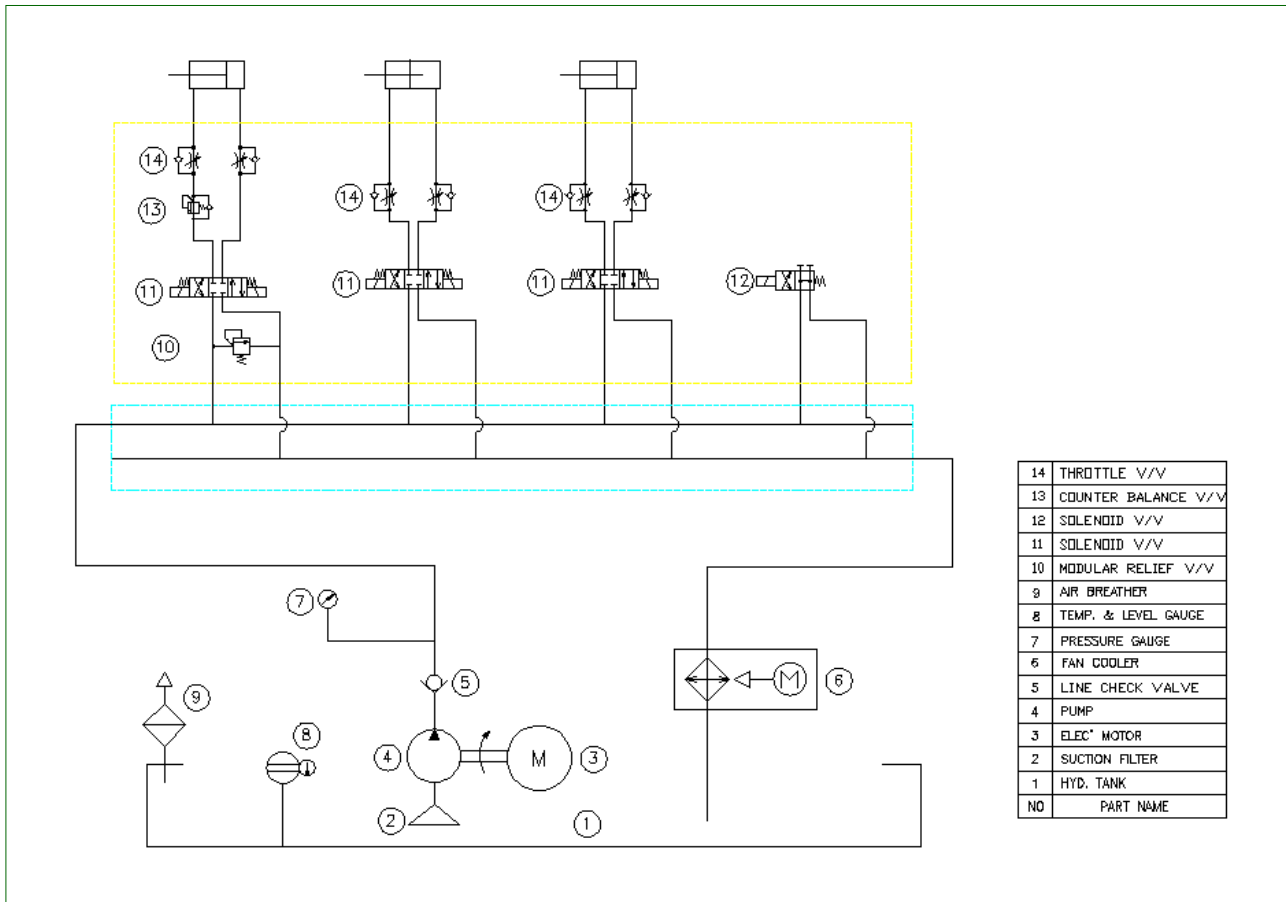 14
13
14
14
11
11
11
12
10
7
5
6
M
9
8
4
M
3
2
1
14 THROTTLE V/V
13 COUNTER BALANCE V/V
12 SOLENOID V/V
11 SOLENOID V/V
10 MODULAR RELIEF V/V
9 AIR BREATHER
8 TEMP. & LEVEL GAUGE
7 PRESSURE GAUGE
6 FAN COOLER
5 LINE CHECK VALVE
4 PUMP
3 ELEC' MOTOR
2 SUCTION FILTER
1 HYD. TANK
NO PART NAME